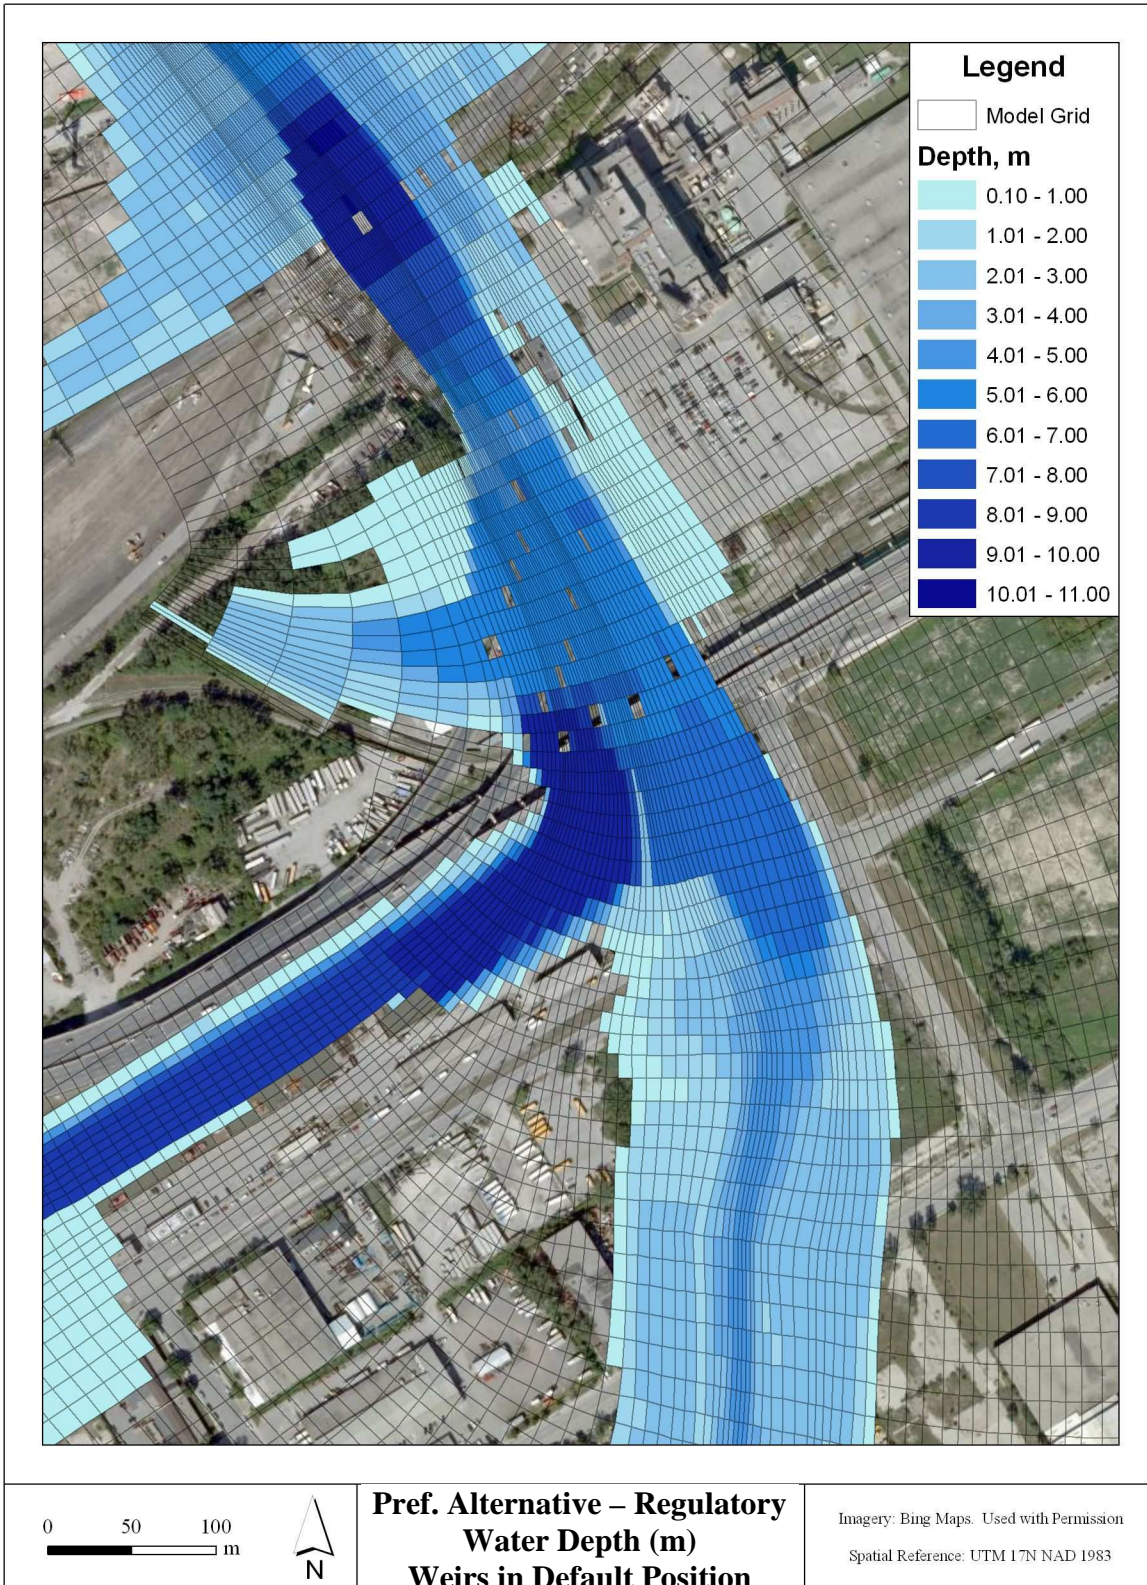 Legend
Model Grid
Depth, m
0.10 - 1.00
1.01 - 2.00
2.01 - 3.00
3.01 - 4.00
4.01 - 5.00
5.01 - 6.00
6.01 - 7.00
7.01 - 8.00
8.01 - 9.00
9.01 - 10.00
10.01 - 11.00
0 50 100
m
N
Pref. Alternative – Regulatory
Water Depth (m)
Weirs in Default Position
Imagery: Bing Maps. Used with Permission
Spatial Reference: UTM 17N NAD 1983